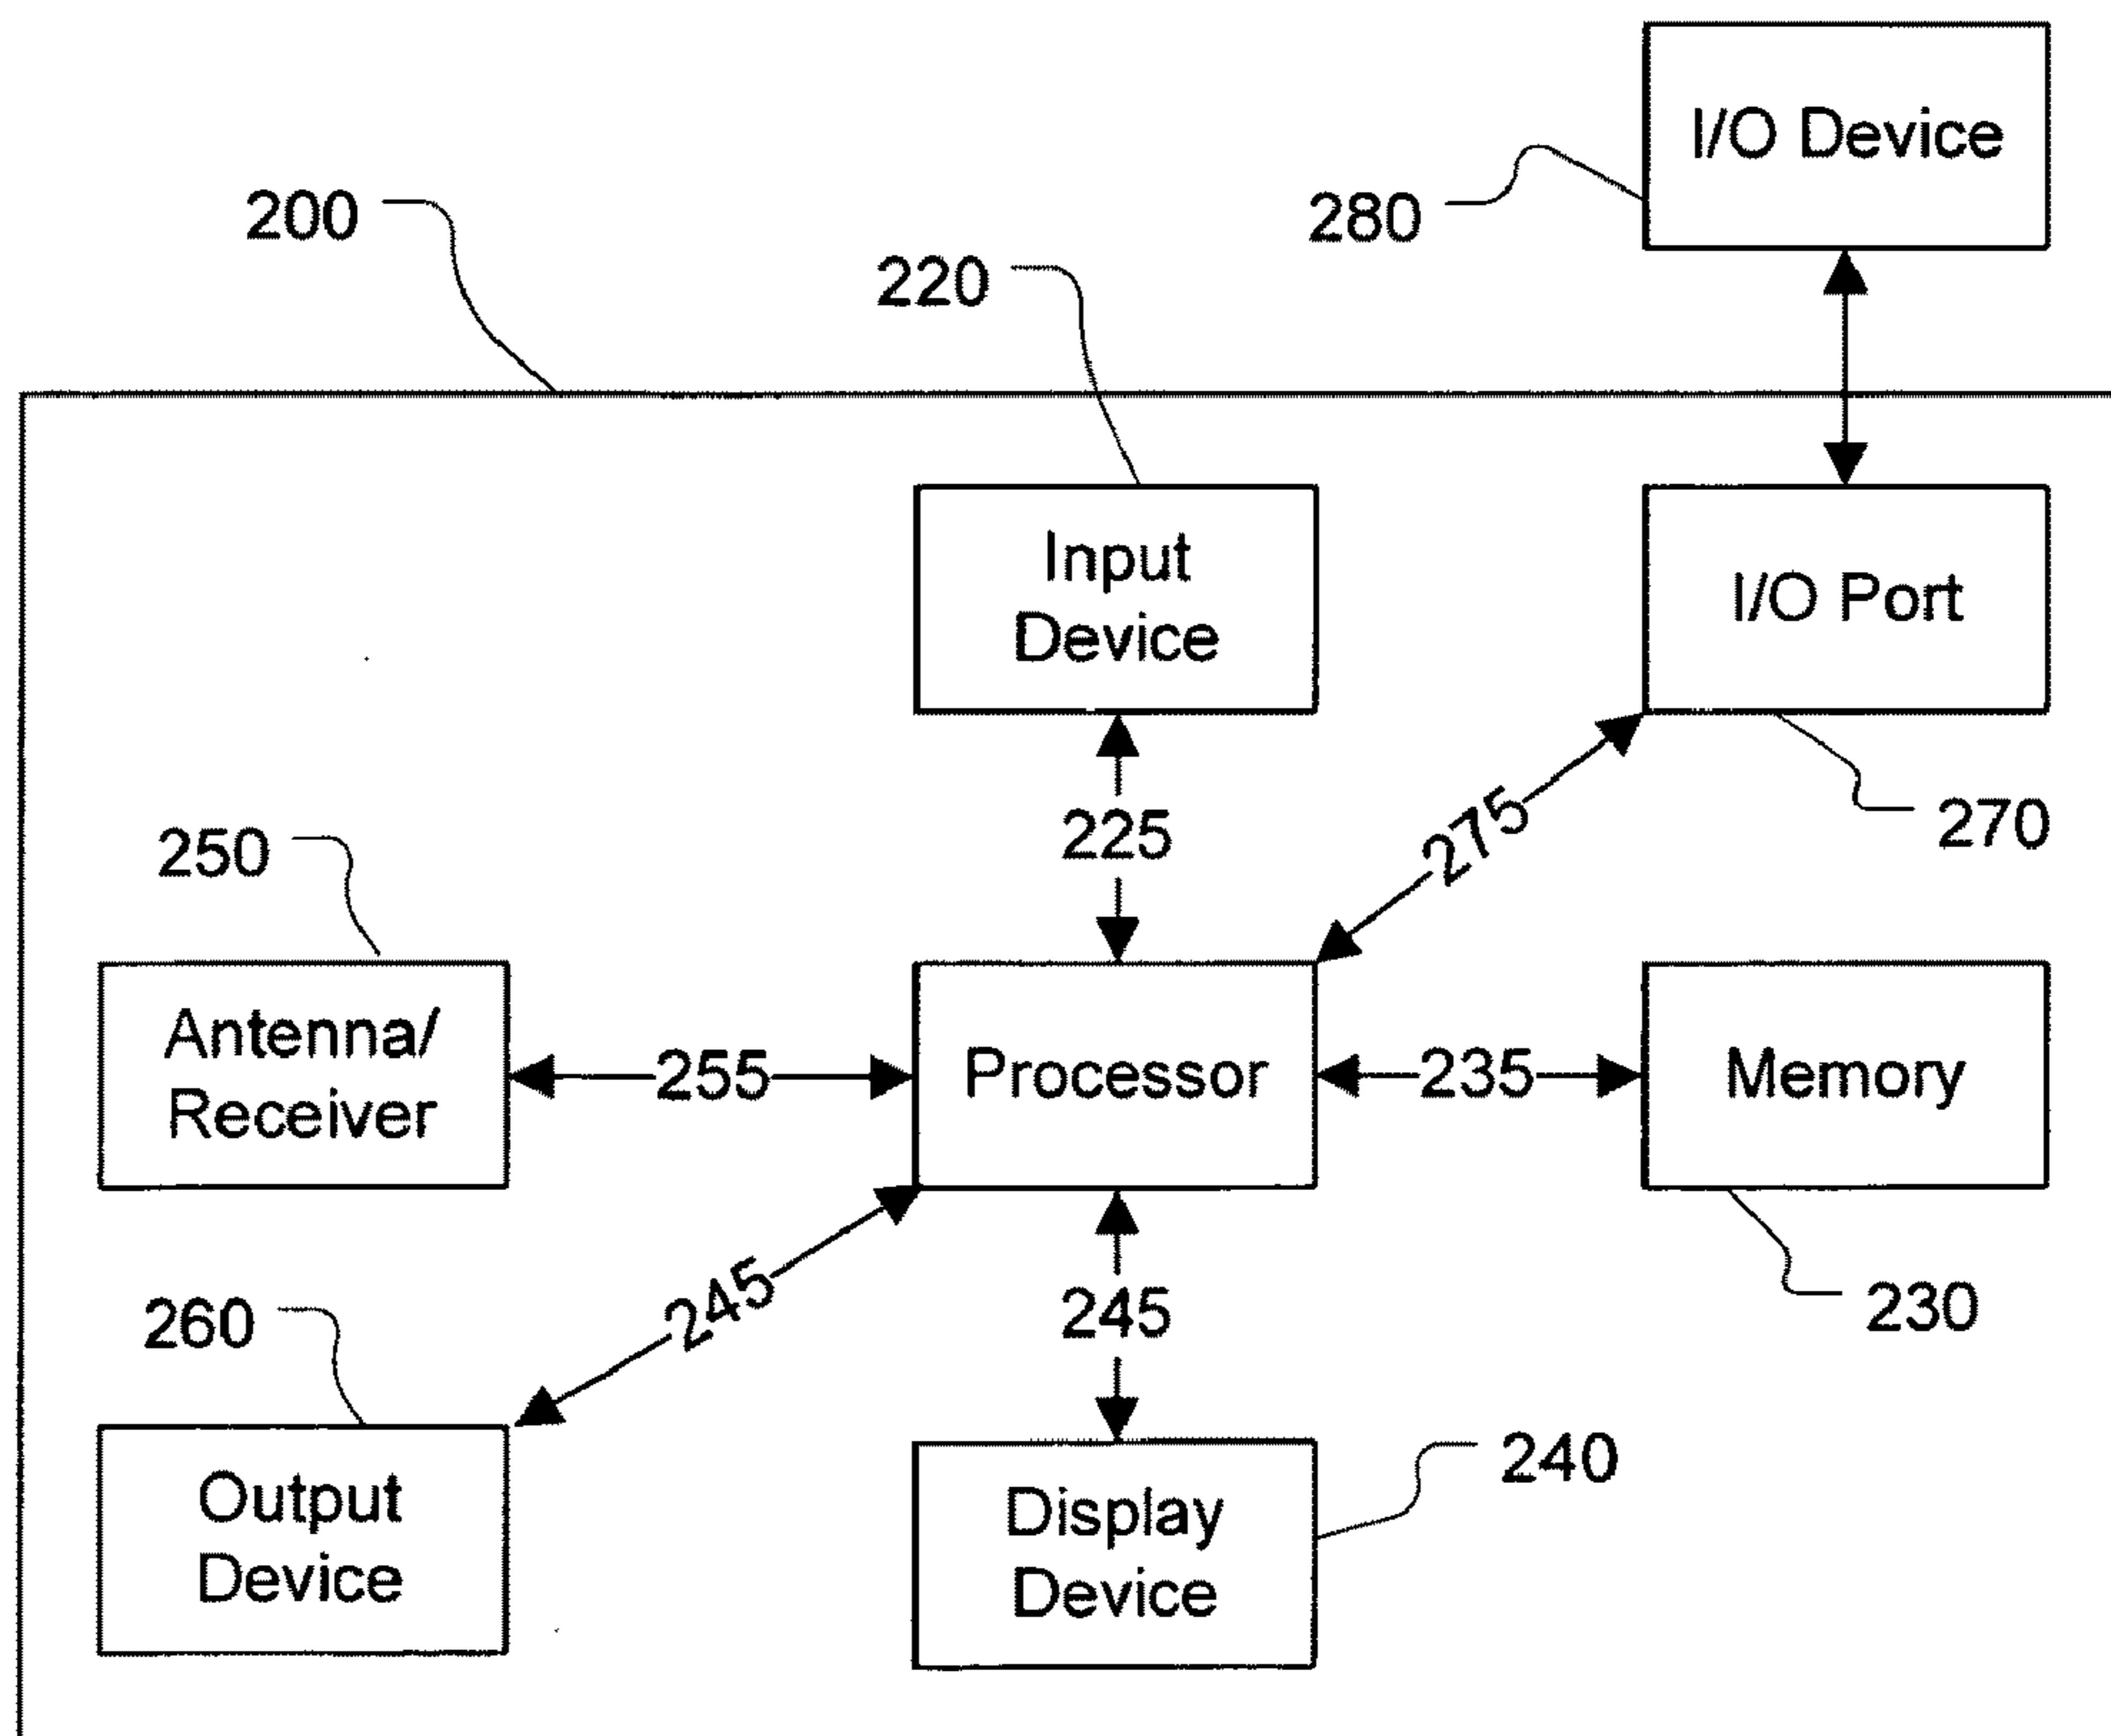 I/O Device
280
200
220
Input
Device
I/O Port
225
275
270
250
Antenna/
Receiver
255
Processor
235
Memory
260
245
245
230
Output
Device
Display
Device
240